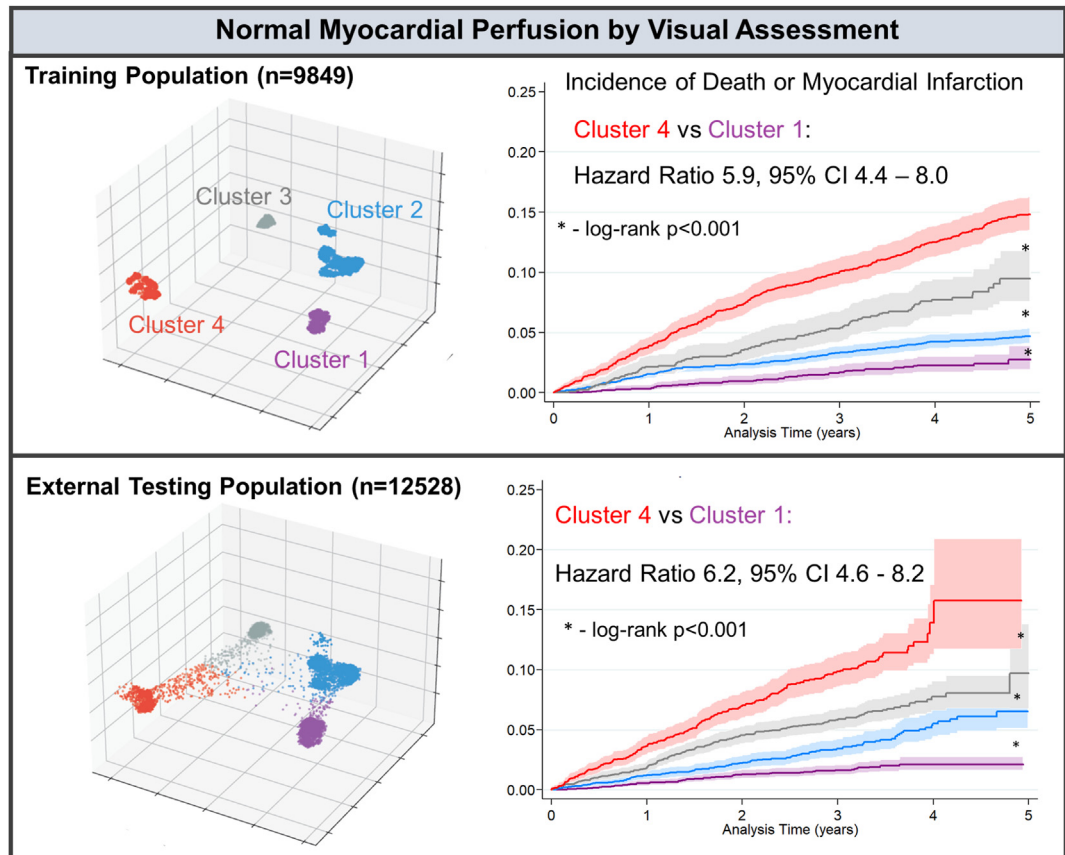 Normal Myocardial Perfusion by Visual Assessment
Training Population (n=9849)
Cluster 3
Cluster 2
Cluster 4
Cluster 1
Incidence of Death or Myocardial Infarction
Cluster 4 vs Cluster 1:
Hazard Ratio 5.9, 95% CI 4.4 – 8.0
* - log-rank p<0.001
0.25
0.20
0.15
0.10
0.05
0.00
*
*
*
0 1 2 3 4 5
Analysis Time (years)
External Testing Population (n=12528)
Cluster 4 vs Cluster 1:
Hazard Ratio 6.2, 95% CI 4.6 - 8.2
* - log-rank p<0.001
0.25
0.20
0.15
0.10
0.05
0.00
*
*
*
0 1 2 3 4 5
Analysis Time (years)